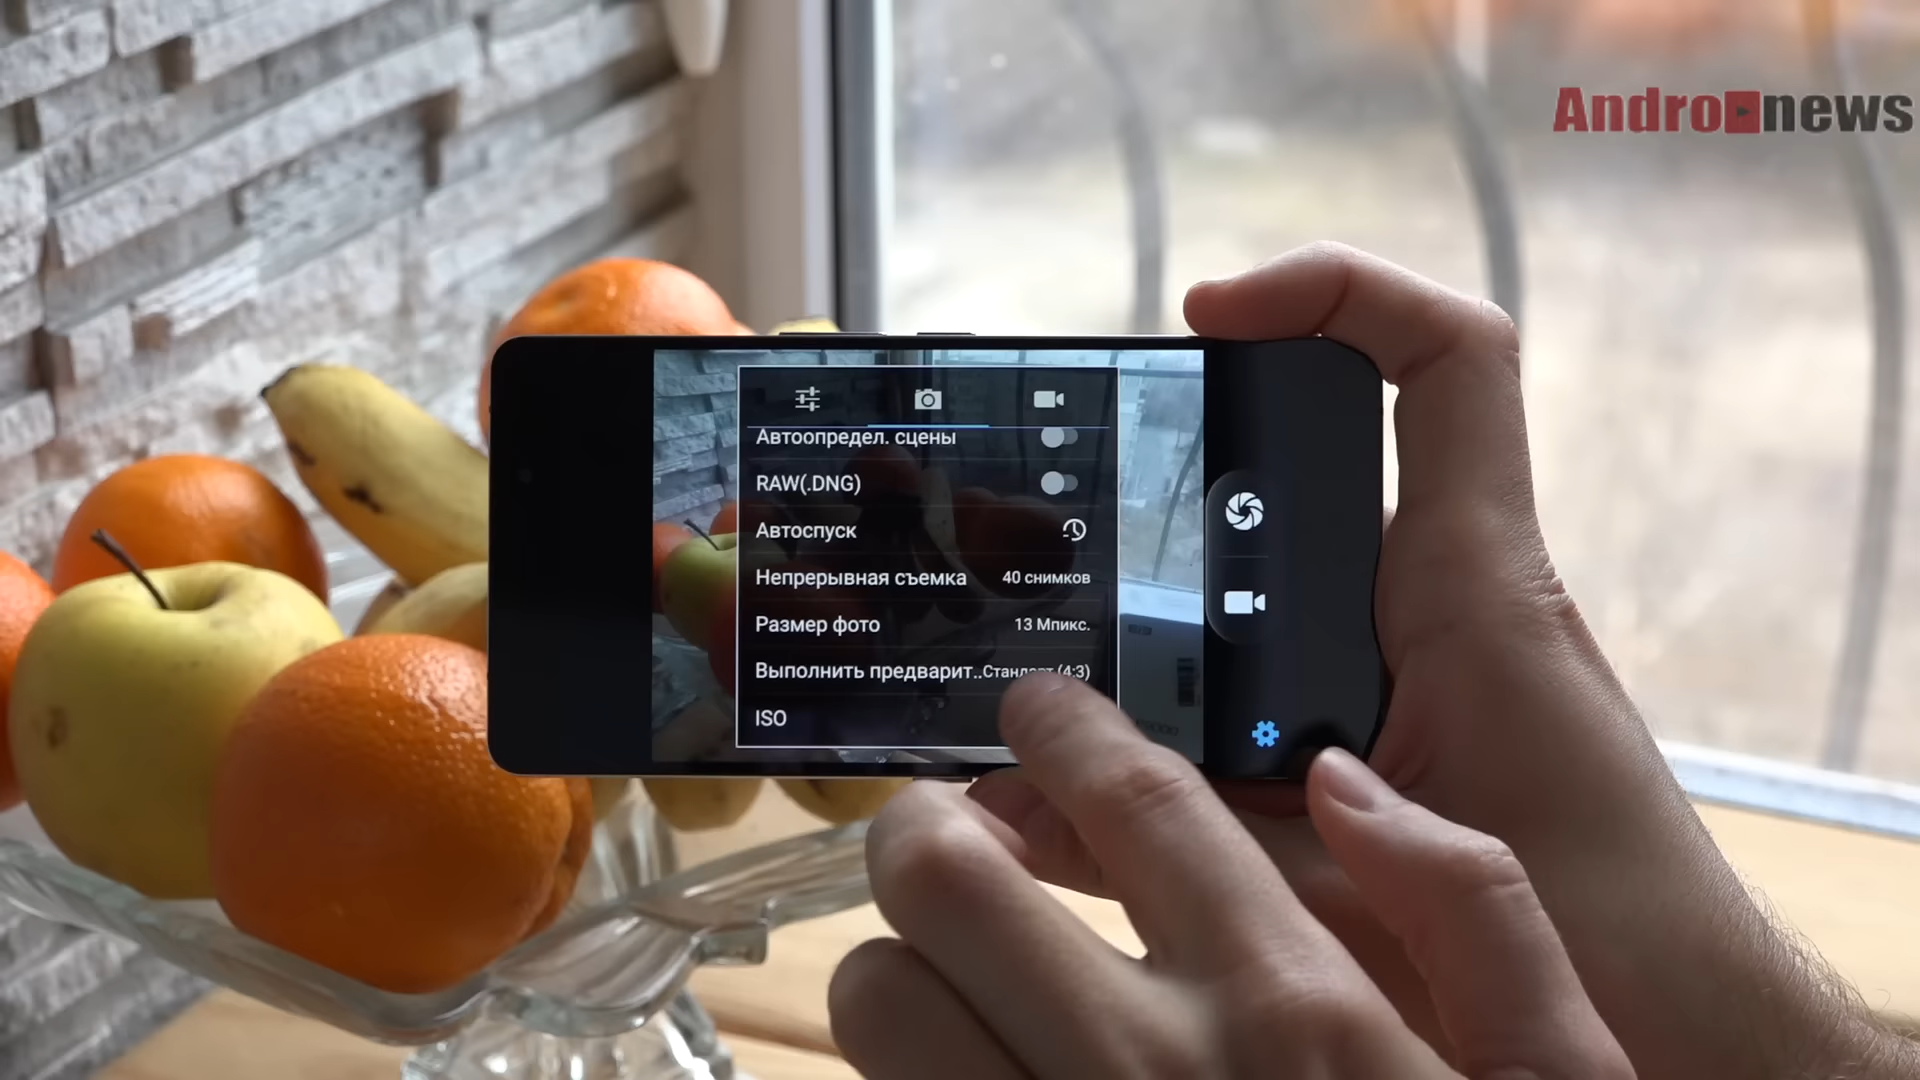 Andro news
Автоопредел. сцены
RAW(.DNG)
Автоспуск
Непрерывная съемка 40 снимков
Размер фото 13 Мпикс.
Выполнить предварит.. Стандарт (4:3)
ISO